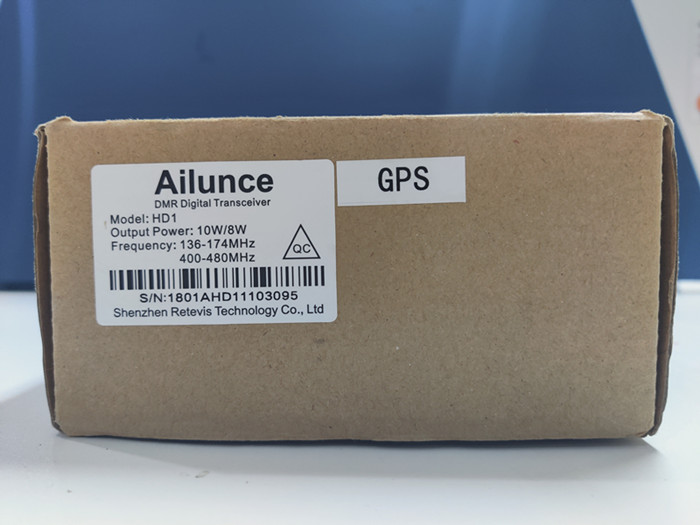 Ailunce
DMR Digital Transceiver
Model: HD1
Output Power: 10W/8W
Frequency: 136-174MHz
400-480MHz
QC
S/N:1801AHD11103095
Shenzhen Retevis Technology Co., Ltd
GPS